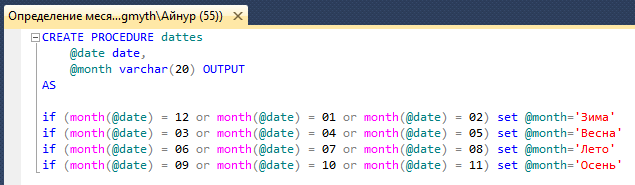 Определение меся...gmyth\Айнур (55)) X
CREATE PROCEDURE dattes
@date date,
@month varchar(20) OUTPUT
AS
if (month(@date) = 12 or month(@date) = 01 or month(@date) = 02) set @month='Зима'
if (month(@date) = 03 or month(@date) = 04 or month(@date) = 05) set @month='Весна'
if (month(@date) = 06 or month(@date) = 07 or month(@date) = 08) set @month='Лето'
if (month(@date) = 09 or month(@date) = 10 or month(@date) = 11) set @month='Осень'